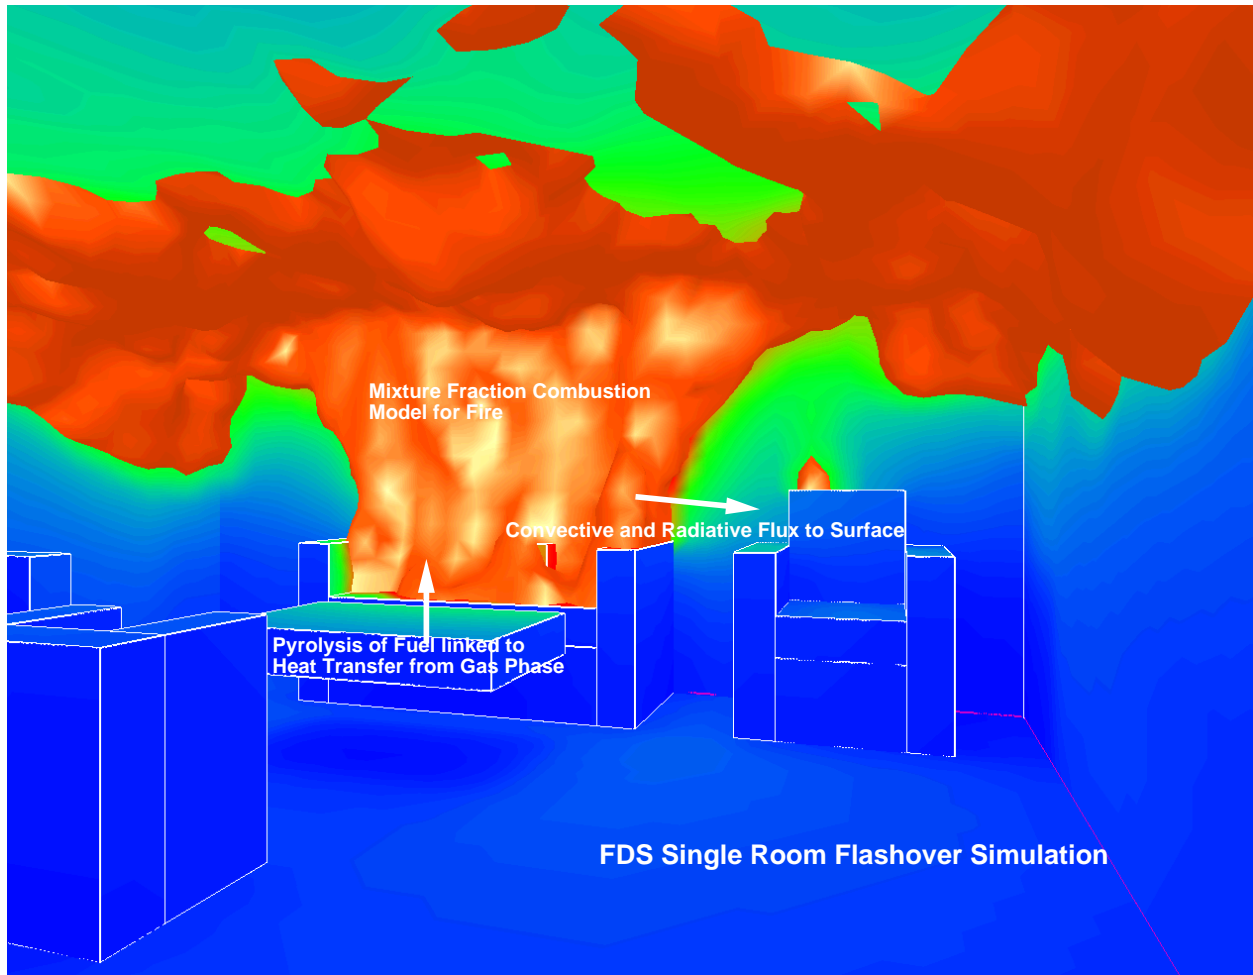 Mixture Fraction Combustion
Model for Fire
Convective and Radiative Flux to Surface
Pyrolysis of Fuel linked to
Heat Transfer from Gas Phase
FDS Single Room Flashover Simulation